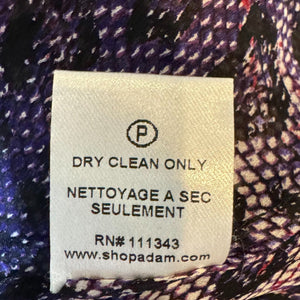 P
DRY CLEAN ONLY
NETTOYAGE A SEC
SEULEMENT
RN# 111343
www.shopadam.com